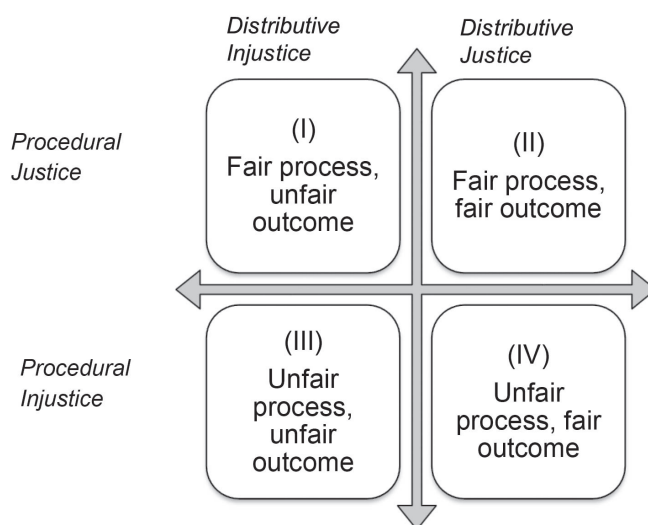 Distributive
Injustice
Distributive
Justice
Procedural
Justice
(I)
Fair process,
unfair
outcome
(II)
Fair process,
fair outcome
Procedural
Injustice
(III)
Unfair
process,
unfair
outcome
(IV)
Unfair
process, fair
outcome